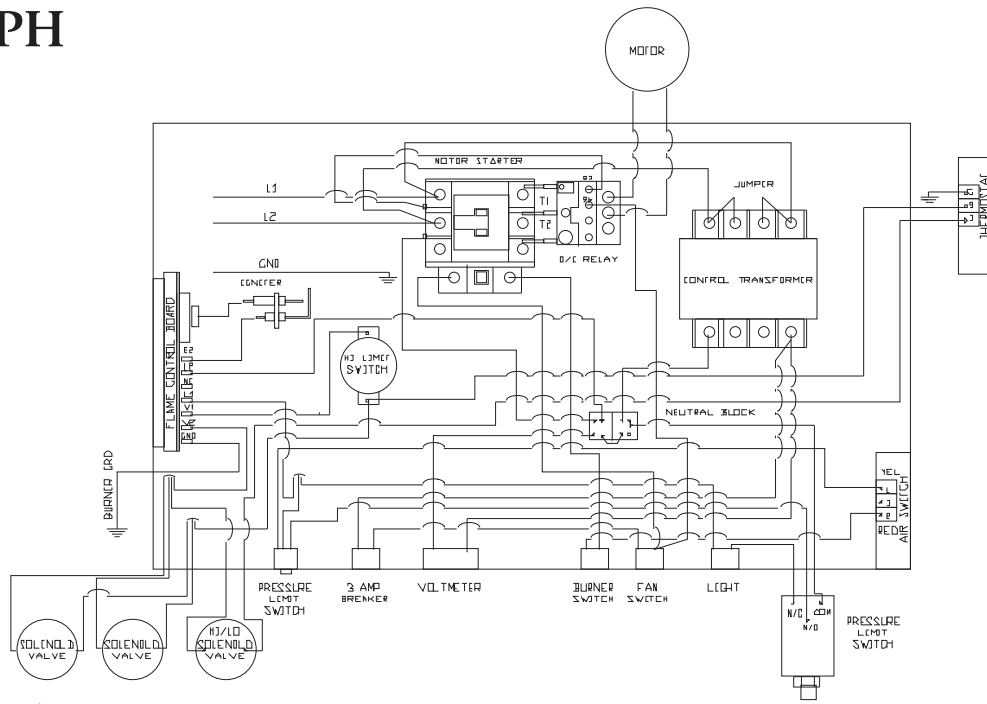 PH
MOTOR
MOTOR STARTER
L1
L2
GND
T1
T2
O/C RELAY
JUMPER
CONTROL TRANSFORMER
THERMOSTAT
IGNITER
FLAME CONTROL BOARD
GND
HI LIMIT
SWITCH
NEUTRAL BLOCK
BURNER GRD
YEL
RED
AIR SWITCH
PRESSURE
LIMIT
SWITCH
3 AMP
BREAKER
VOLTMETER
BURNER
SWITCH
FAN
SWITCH
LIGHT
N/C
COM
N/O
PRESSURE
LIMIT
SWITCH
SOLENOID
VALVE
SOLENOID
VALVE
HI/LO
SOLENOID
VALVE